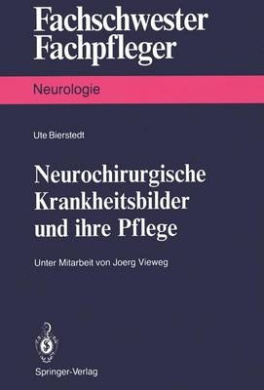 Fachschwester
Fachpfleger
Neurologie
Ute Bierstedt
Neurochirurgische
Krankheitsbilder
und ihre Pflege
Unter Mitarbeit von Joerg Vieweg
Springer-Verlag